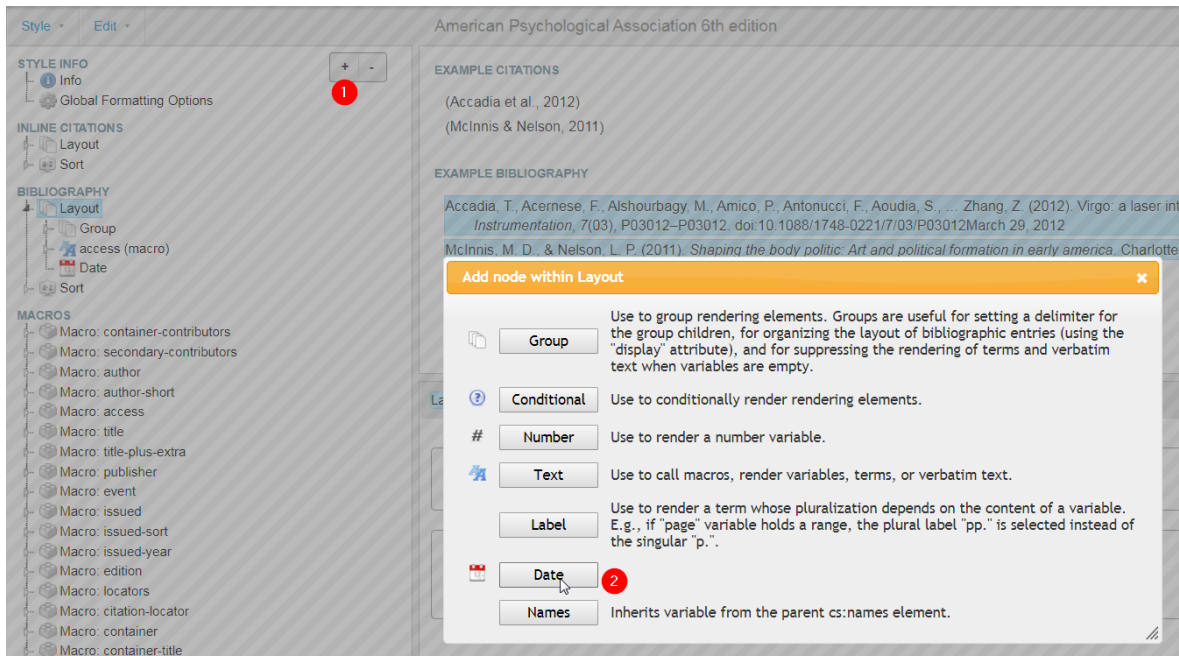 Style Edit
American Psychological Association 6th edition
STYLE INFO
+ -
1
Info
Global Formatting Options
INLINE CITATIONS
Layout
Sort
BIBLIOGRAPHY
Layout
Group
access (macro)
Date
Sort
MACROS
Macro: container-contributors
Macro: secondary-contributors
Macro: author
Macro: author-short
Macro: access
Macro: title
Macro: title-plus-extra
Macro: publisher
Macro: event
Macro: issued
Macro: issued-sort
Macro: issued-year
Macro: edition
Macro: locators
Macro: citation-locator
Macro: container
Macro: container-title
EXAMPLE CITATIONS
(Accadia et al., 2012)
(McInnis & Nelson, 2011)
EXAMPLE BIBLIOGRAPHY
Accadia, T., Acernese, F., Alshourbagy, M., Amico, P., Antonucci, F., Aoudia, S., … Zhang, Z. (2012). Virgo: a laser int
Instrumentation, 7(03), P03012–P03012. doi:10.1088/1748-0221/7/03/P03012March 29, 2012
McInnis, M. D., & Nelson, L. P. (2011). Shaping the body politic: Art and political formation in early america. Charlotte
La
Add node within Layout
Group
Use to group rendering elements. Groups are useful for setting a delimiter for
the group children, for organizing the layout of bibliographic entries (using the
"display" attribute), and for suppressing the rendering of terms and verbatim
text when variables are empty.
Conditional Use to conditionally render rendering elements.
# Number Use to render a number variable.
Text Use to call macros, render variables, terms, or verbatim text.
Label
Use to render a term whose pluralization depends on the content of a variable.
E.g., if "page" variable holds a range, the plural label "pp." is selected instead of
the singular "p.".
Date 2
Names Inherits variable from the parent cs:names element.